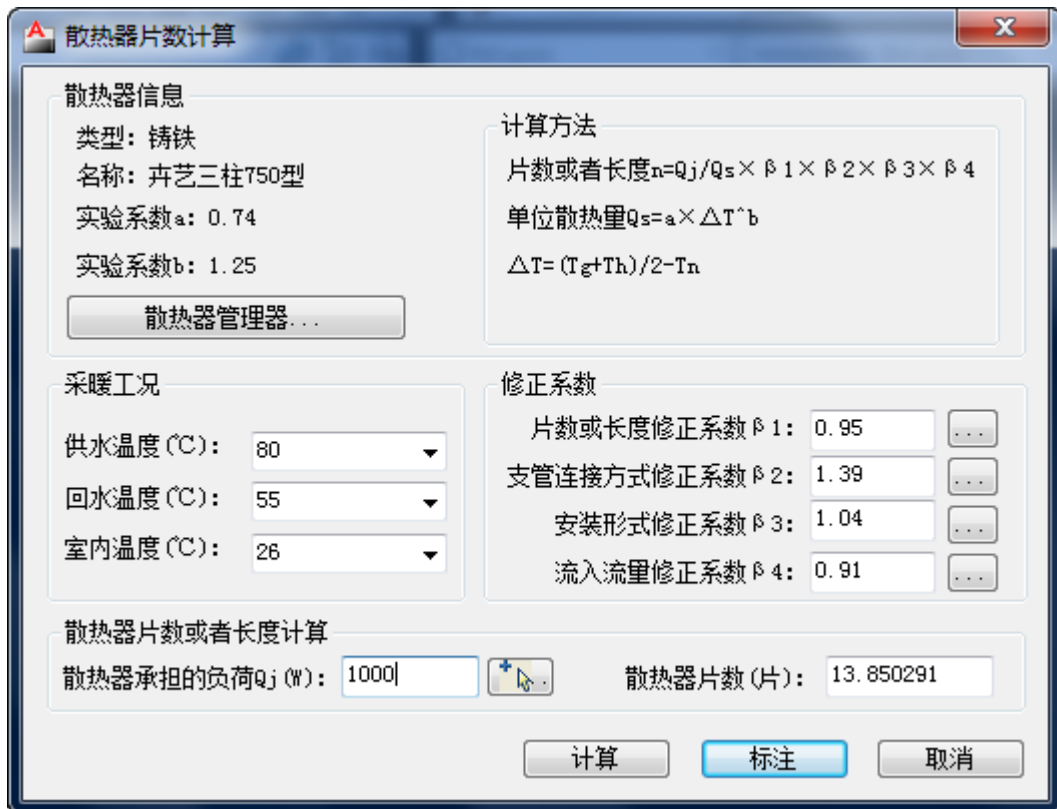 散热器片数计算
散热器信息
类型：铸铁
名称：卉艺三柱750型
实验系数a：0.74
实验系数b：1.25
散热器管理器...
计算方法
片数或者长度n=Qj/Qs×β1×β2×β3×β4
单位散热量Qs=a×△T^b
△T=(Tg+Th)/2-Tn
采暖工况
供水温度(℃)： 80
回水温度(℃)： 55
室内温度(℃)： 26
修正系数
片数或长度修正系数β1： 0.95 ...
支管连接方式修正系数β2： 1.39 ...
安装形式修正系数β3： 1.04 ...
流入流量修正系数β4： 0.91 ...
散热器片数或者长度计算
散热器承担的负荷Qj(W)： 1000 散热器片数(片)： 13.850291
计算 标注 取消